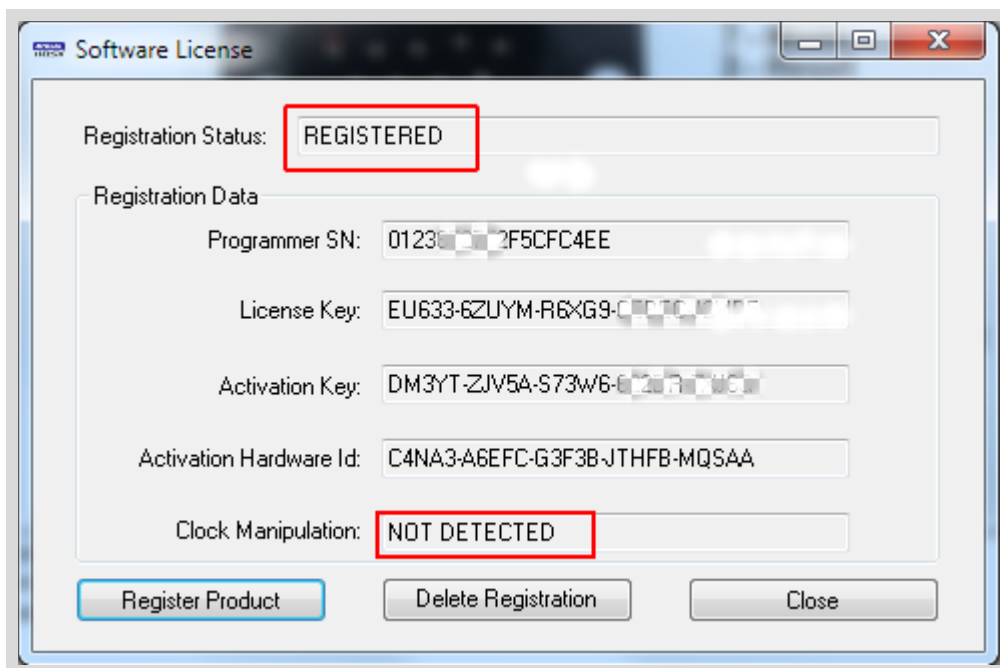 Software License
Registration Status: REGISTERED
Registration Data
Programmer SN: 0123 2F5CFC4EE
License Key: EU633-6ZUYM-R6XG9-
Activation Key: DM3YT-ZJV5A-S73W6-
Activation Hardware Id: C4NA3-A6EFC-G3F3B-JTHFB-MQSAA
Clock Manipulation: NOT DETECTED
Register Product Delete Registration Close